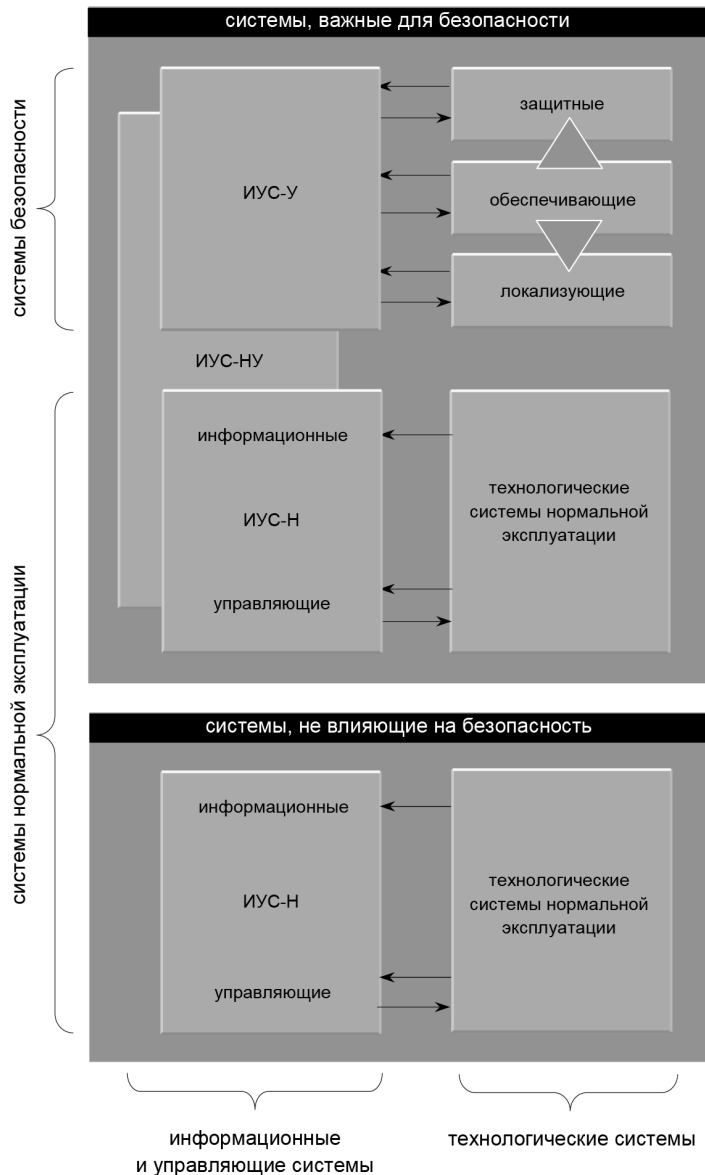 системы, важные для безопасности
системы безопасности
ИУС-У
защитные
обеспечивающие
локализующие
ИУС-НУ
системы нормальной эксплуатации
информационные
ИУС-Н
управляющие
технологические
системы нормальной
эксплуатации
системы, не влияющие на безопасность
информационные
ИУС-Н
управляющие
технологические
системы нормальной
эксплуатации
информационные
и управляющие системы
технологические системы